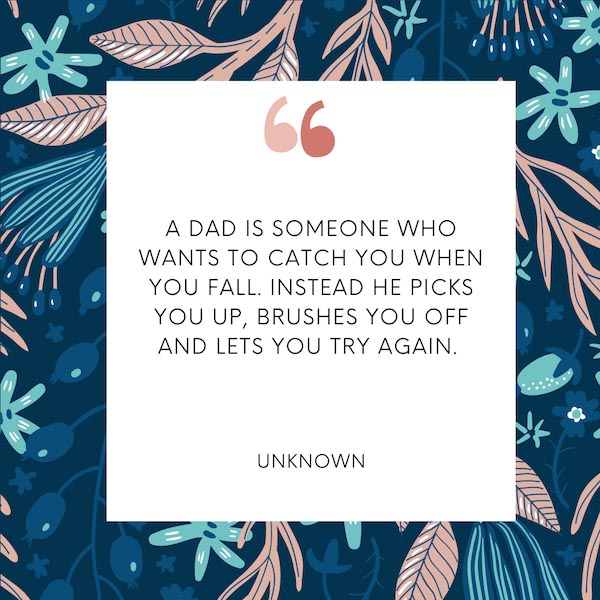 A DAD IS SOMEONE WHO
WANTS TO CATCH YOU WHEN
YOU FALL. INSTEAD HE PICKS
YOU UP, BRUSHES YOU OFF
AND LETS YOU TRY AGAIN.
UNKNOWN